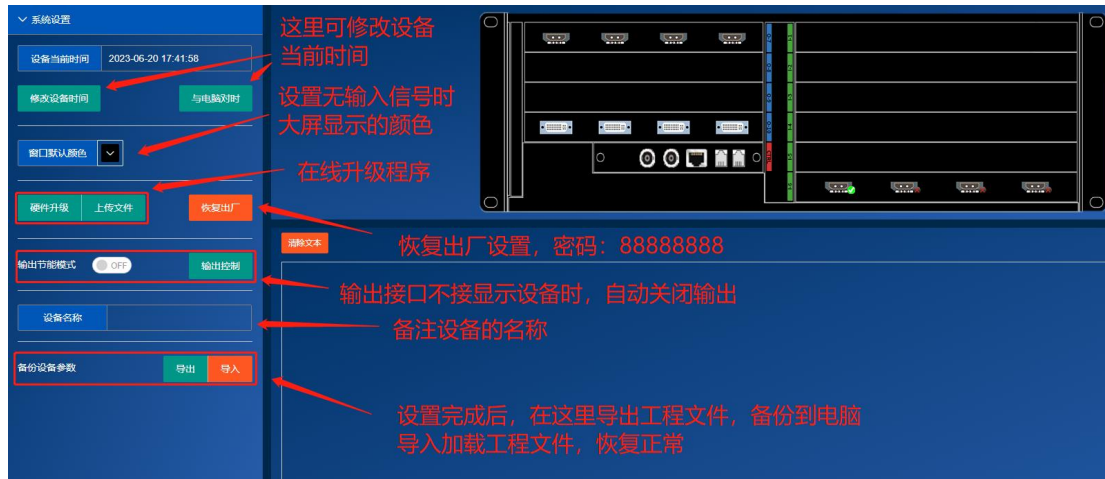 系统设置
设备当前时间 2023-06-20 17:41:58
修改设备时间 与电脑对时
窗口默认颜色
硬件升级 上传文件 恢复出厂
输出节能模式 OFF 输出控制
设备名称
备份设备参数 导出 导入
这里可修改设备
当前时间
设置无输入信号时
大屏显示的颜色
在线升级程序
清除文本
恢复出厂设置，密码：88888888
输出接口不接显示设备时，自动关闭输出
备注设备的名称
设置完成后，在这里导出工程文件，备份到电脑
导入加载工程文件，恢复正常